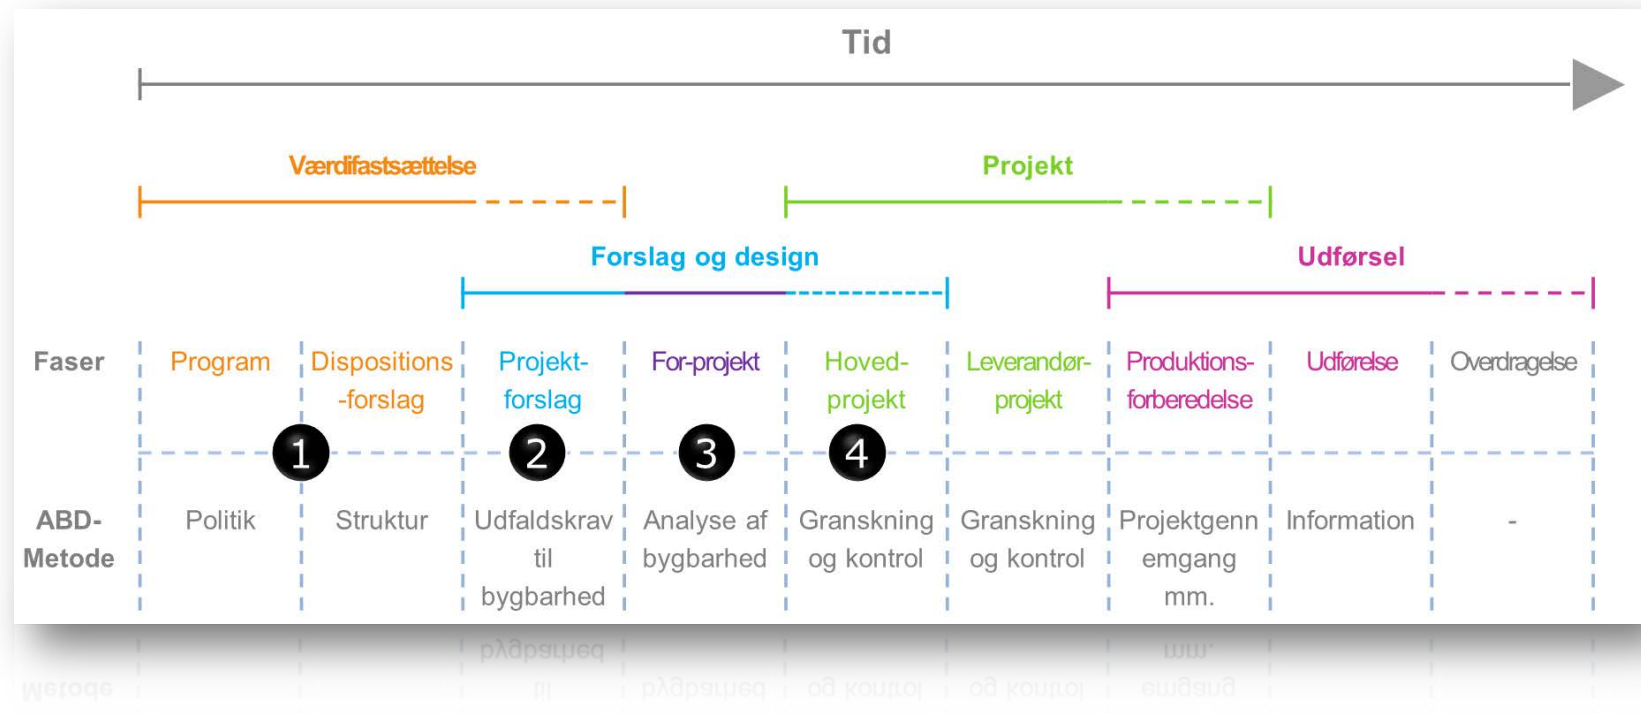 Tid
Værdifastsættelse
Projekt
Forslag og design
Udførsel
Faser
Program
Dispositions
-forslag
Projekt-
forslag
For-projekt
Hoved-
projekt
Leverandør-
projekt
Produktions-
forberedelse
Udførelse
Overdragelse
1
2
3
4
ABD-
Metode
Politik
Struktur
Udfaldskrav
til
bygbarhed
Analyse af
bygbarhed
Granskning
og kontrol
Granskning
og kontrol
Projektgenn
emgang
mm.
Information
-